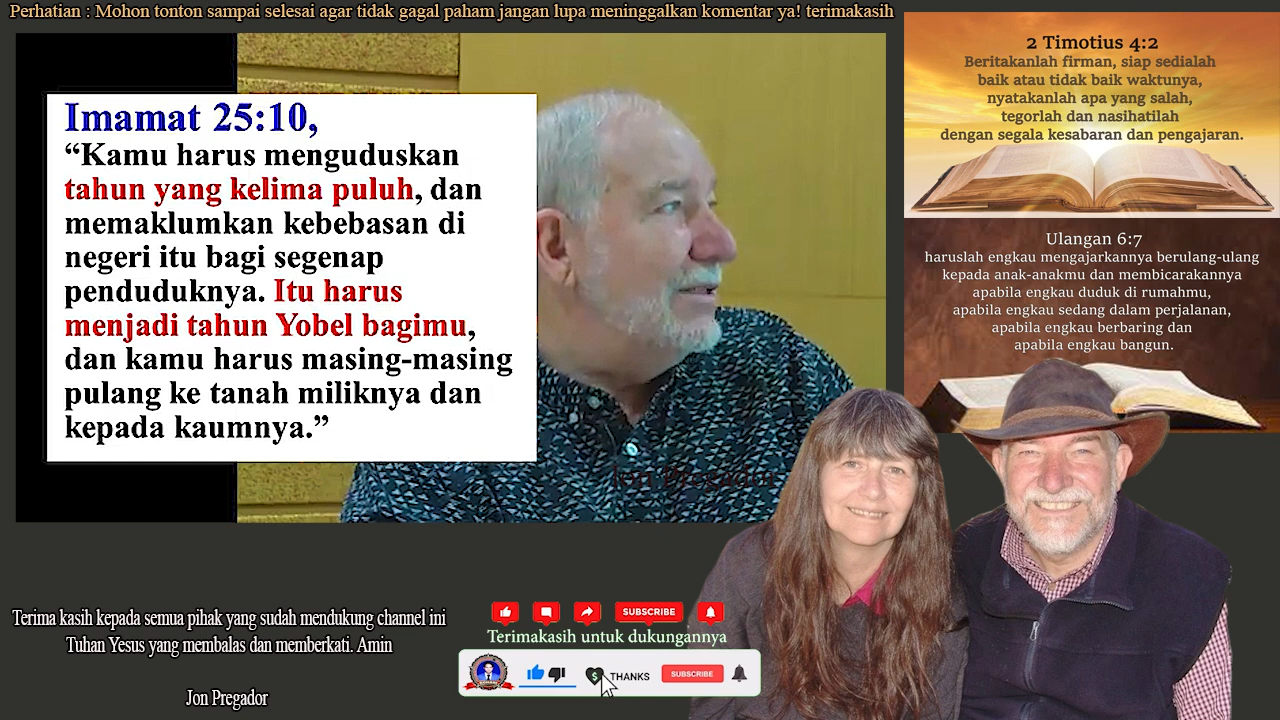 Perhatian : Mohon tonton sampai selesai agar tidak gagal paham jangan lupa meninggalkan komentar ya! terimakasih
Imamat 25:10,
“Kamu harus menguduskan
tahun yang kelima puluh, dan
memaklumkan kebebasan di
negeri itu bagi segenap
penduduknya. Itu harus
menjadi tahun Yobel bagimu,
dan kamu harus masing-masing
pulang ke tanah miliknya dan
kepada kaumnya.”
Jon Pregador
2 Timotius 4:2
Beritakanlah firman, siap sedialah
baik atau tidak baik waktunya,
nyatakanlah apa yang salah,
tegorlah dan nasihatilah
dengan segala kesabaran dan pengajaran.
Ulangan 6:7
haruslah engkau mengajarkannya berulang-ulang
kepada anak-anakmu dan membicarakannya
apabila engkau duduk di rumahmu,
apabila engkau sedang dalam perjalanan,
apabila engkau berbaring dan
apabila engkau bangun.
Terima kasih kepada semua pihak yang sudah mendukung channel ini
Tuhan Yesus yang membalas dan memberkati. Amin
Jon Pregador
SUBSCRIBE
Terimakasih untuk dukungannya
THANKS
SUBSCRIBE